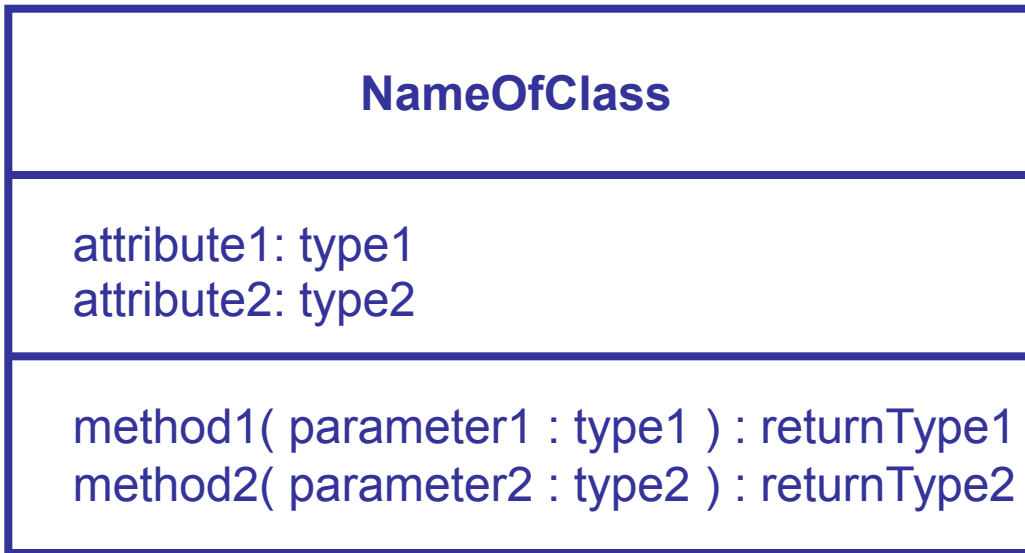 NameOfClass
attribute1: type1
attribute2: type2
method1( parameter1 : type1 ) : returnType1
method2( parameter2 : type2 ) : returnType2